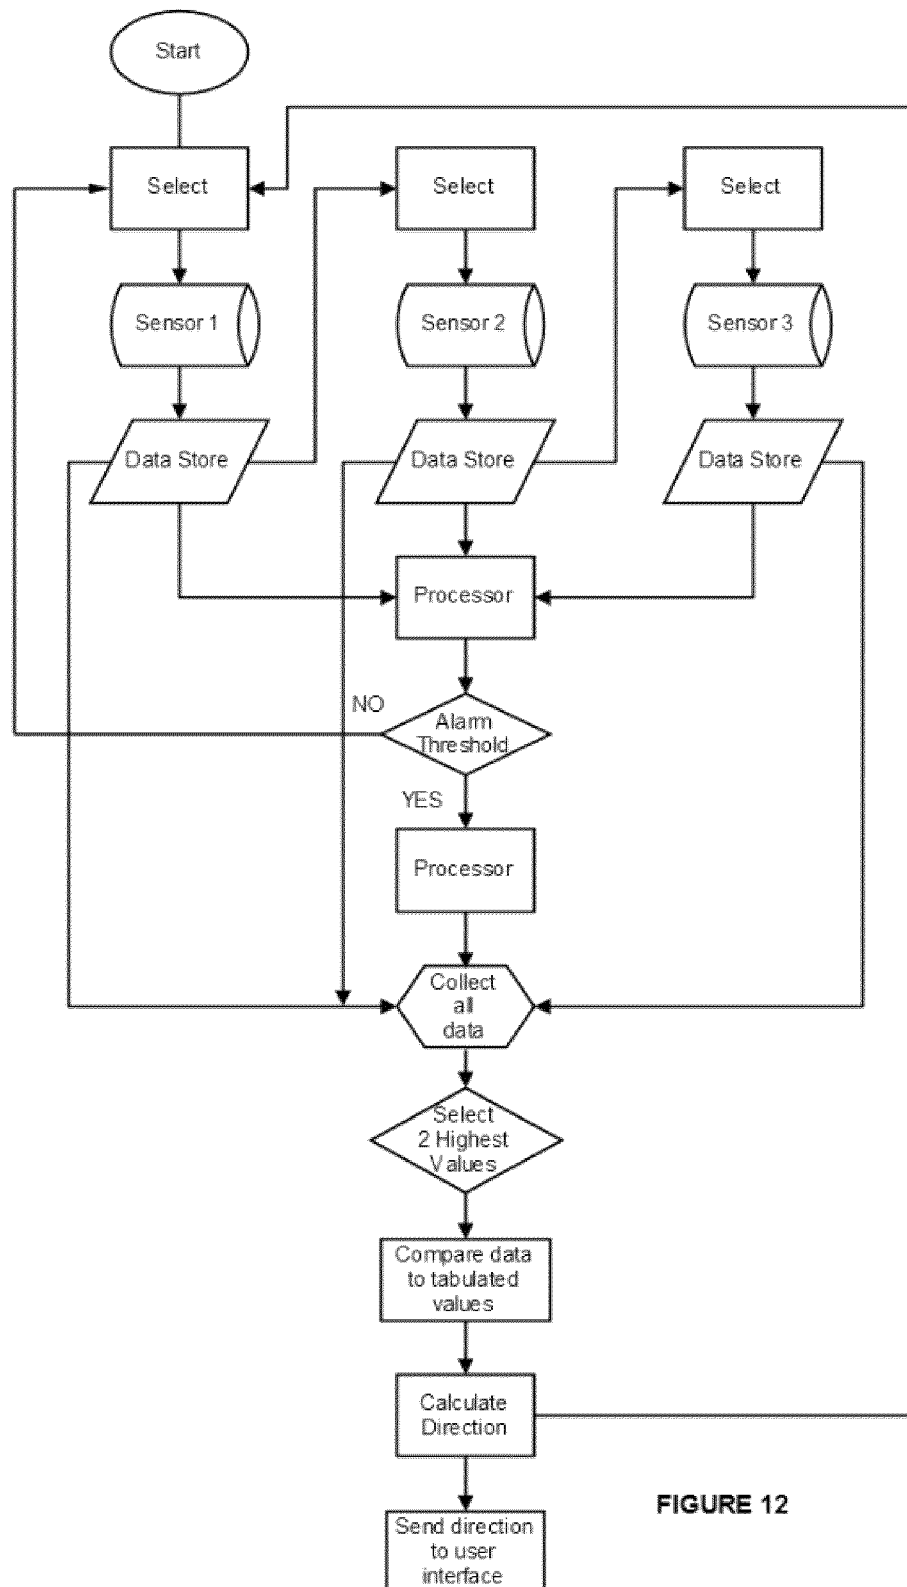 Start
Select
Select
Select
Sensor 1
Sensor 2
Sensor 3
Data Store
Data Store
Data Store
Processor
NO
Alarm
Threshold
YES
Processor
Collect
all
data
Select
2 Highest
Values
Compare data
to tabulated
values
Calculate
Direction
FIGURE 12
Send direction
to user
interface